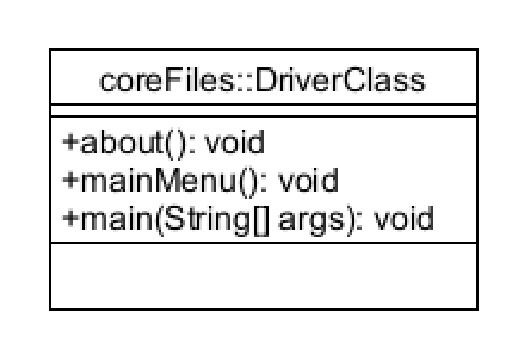 coreFiles::DriverClass
+about(): void
+mainMenu(): void
+main(String[] args): void